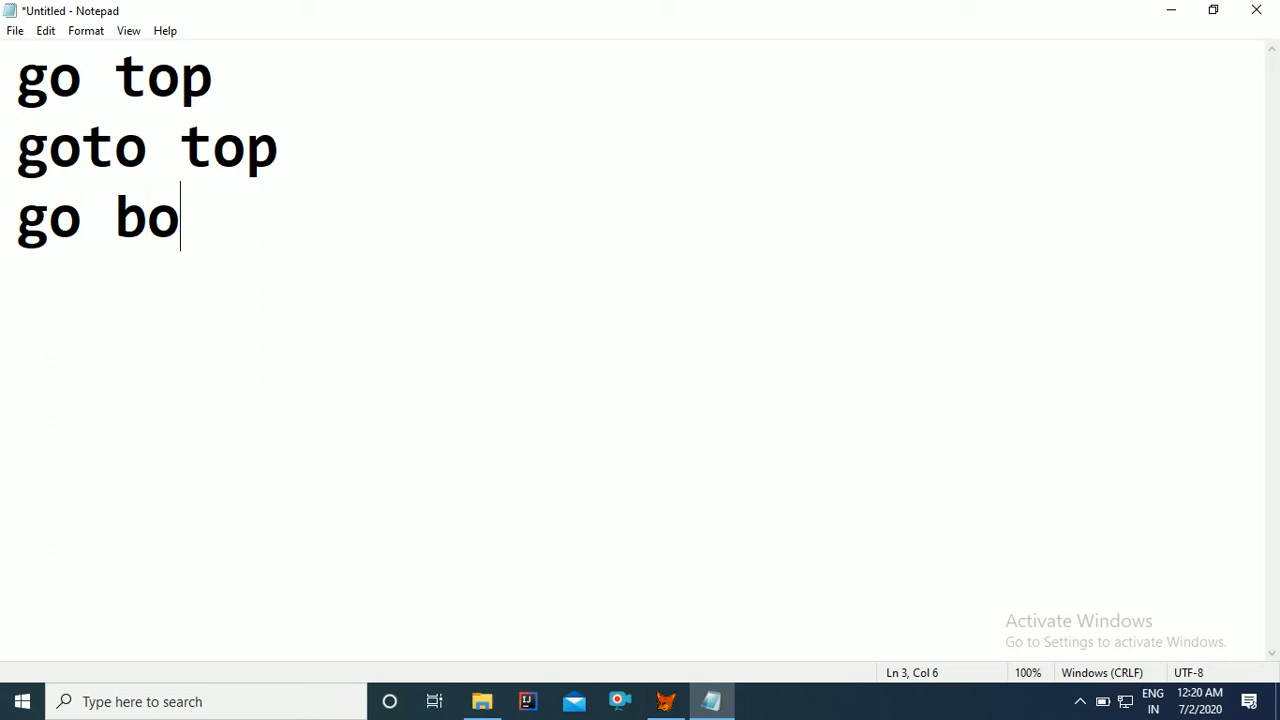 *Untitled - Notepad
File Edit Format View Help
go top
goto top
go bo
Activate Windows
Go to Settings to activate Windows.
Ln 3, Col 6 100% Windows (CRLF) UTF-8
Type here to search
ENG
IN
12:20 AM
7/2/2020